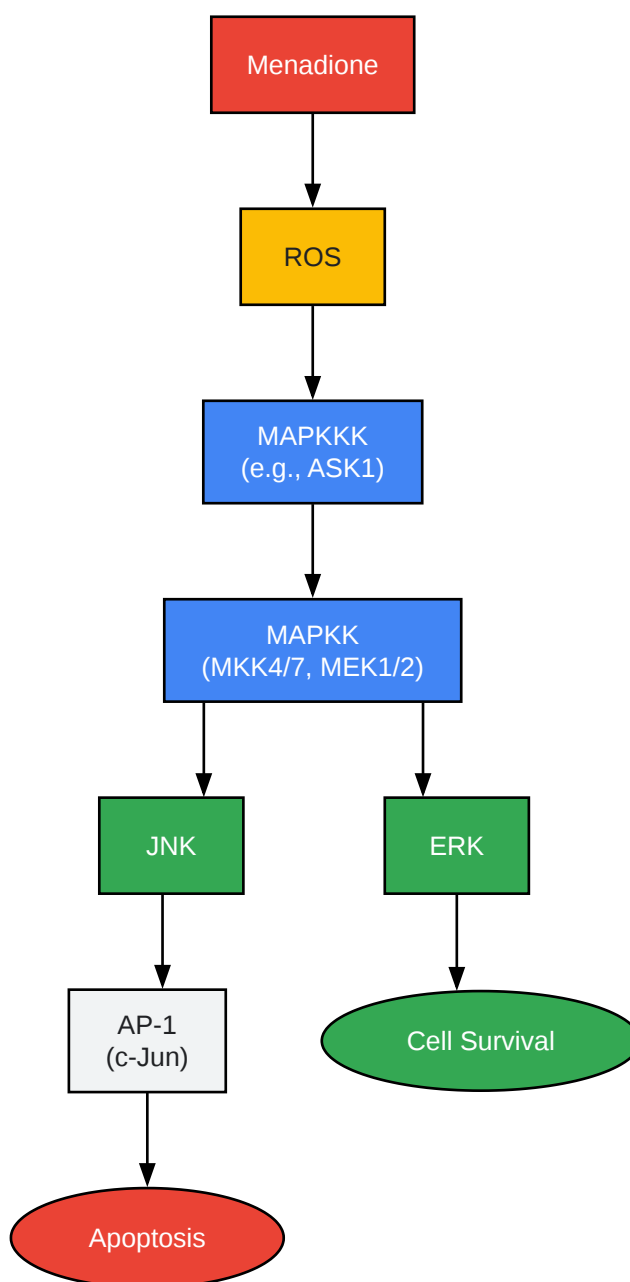 Menadione
ROS
MAPKKK
(e.g., ASK1)
MAPKK
(MKK4/7, MEK1/2)
JNK
ERK
AP-1
(c-Jun)
Cell Survival
Apoptosis